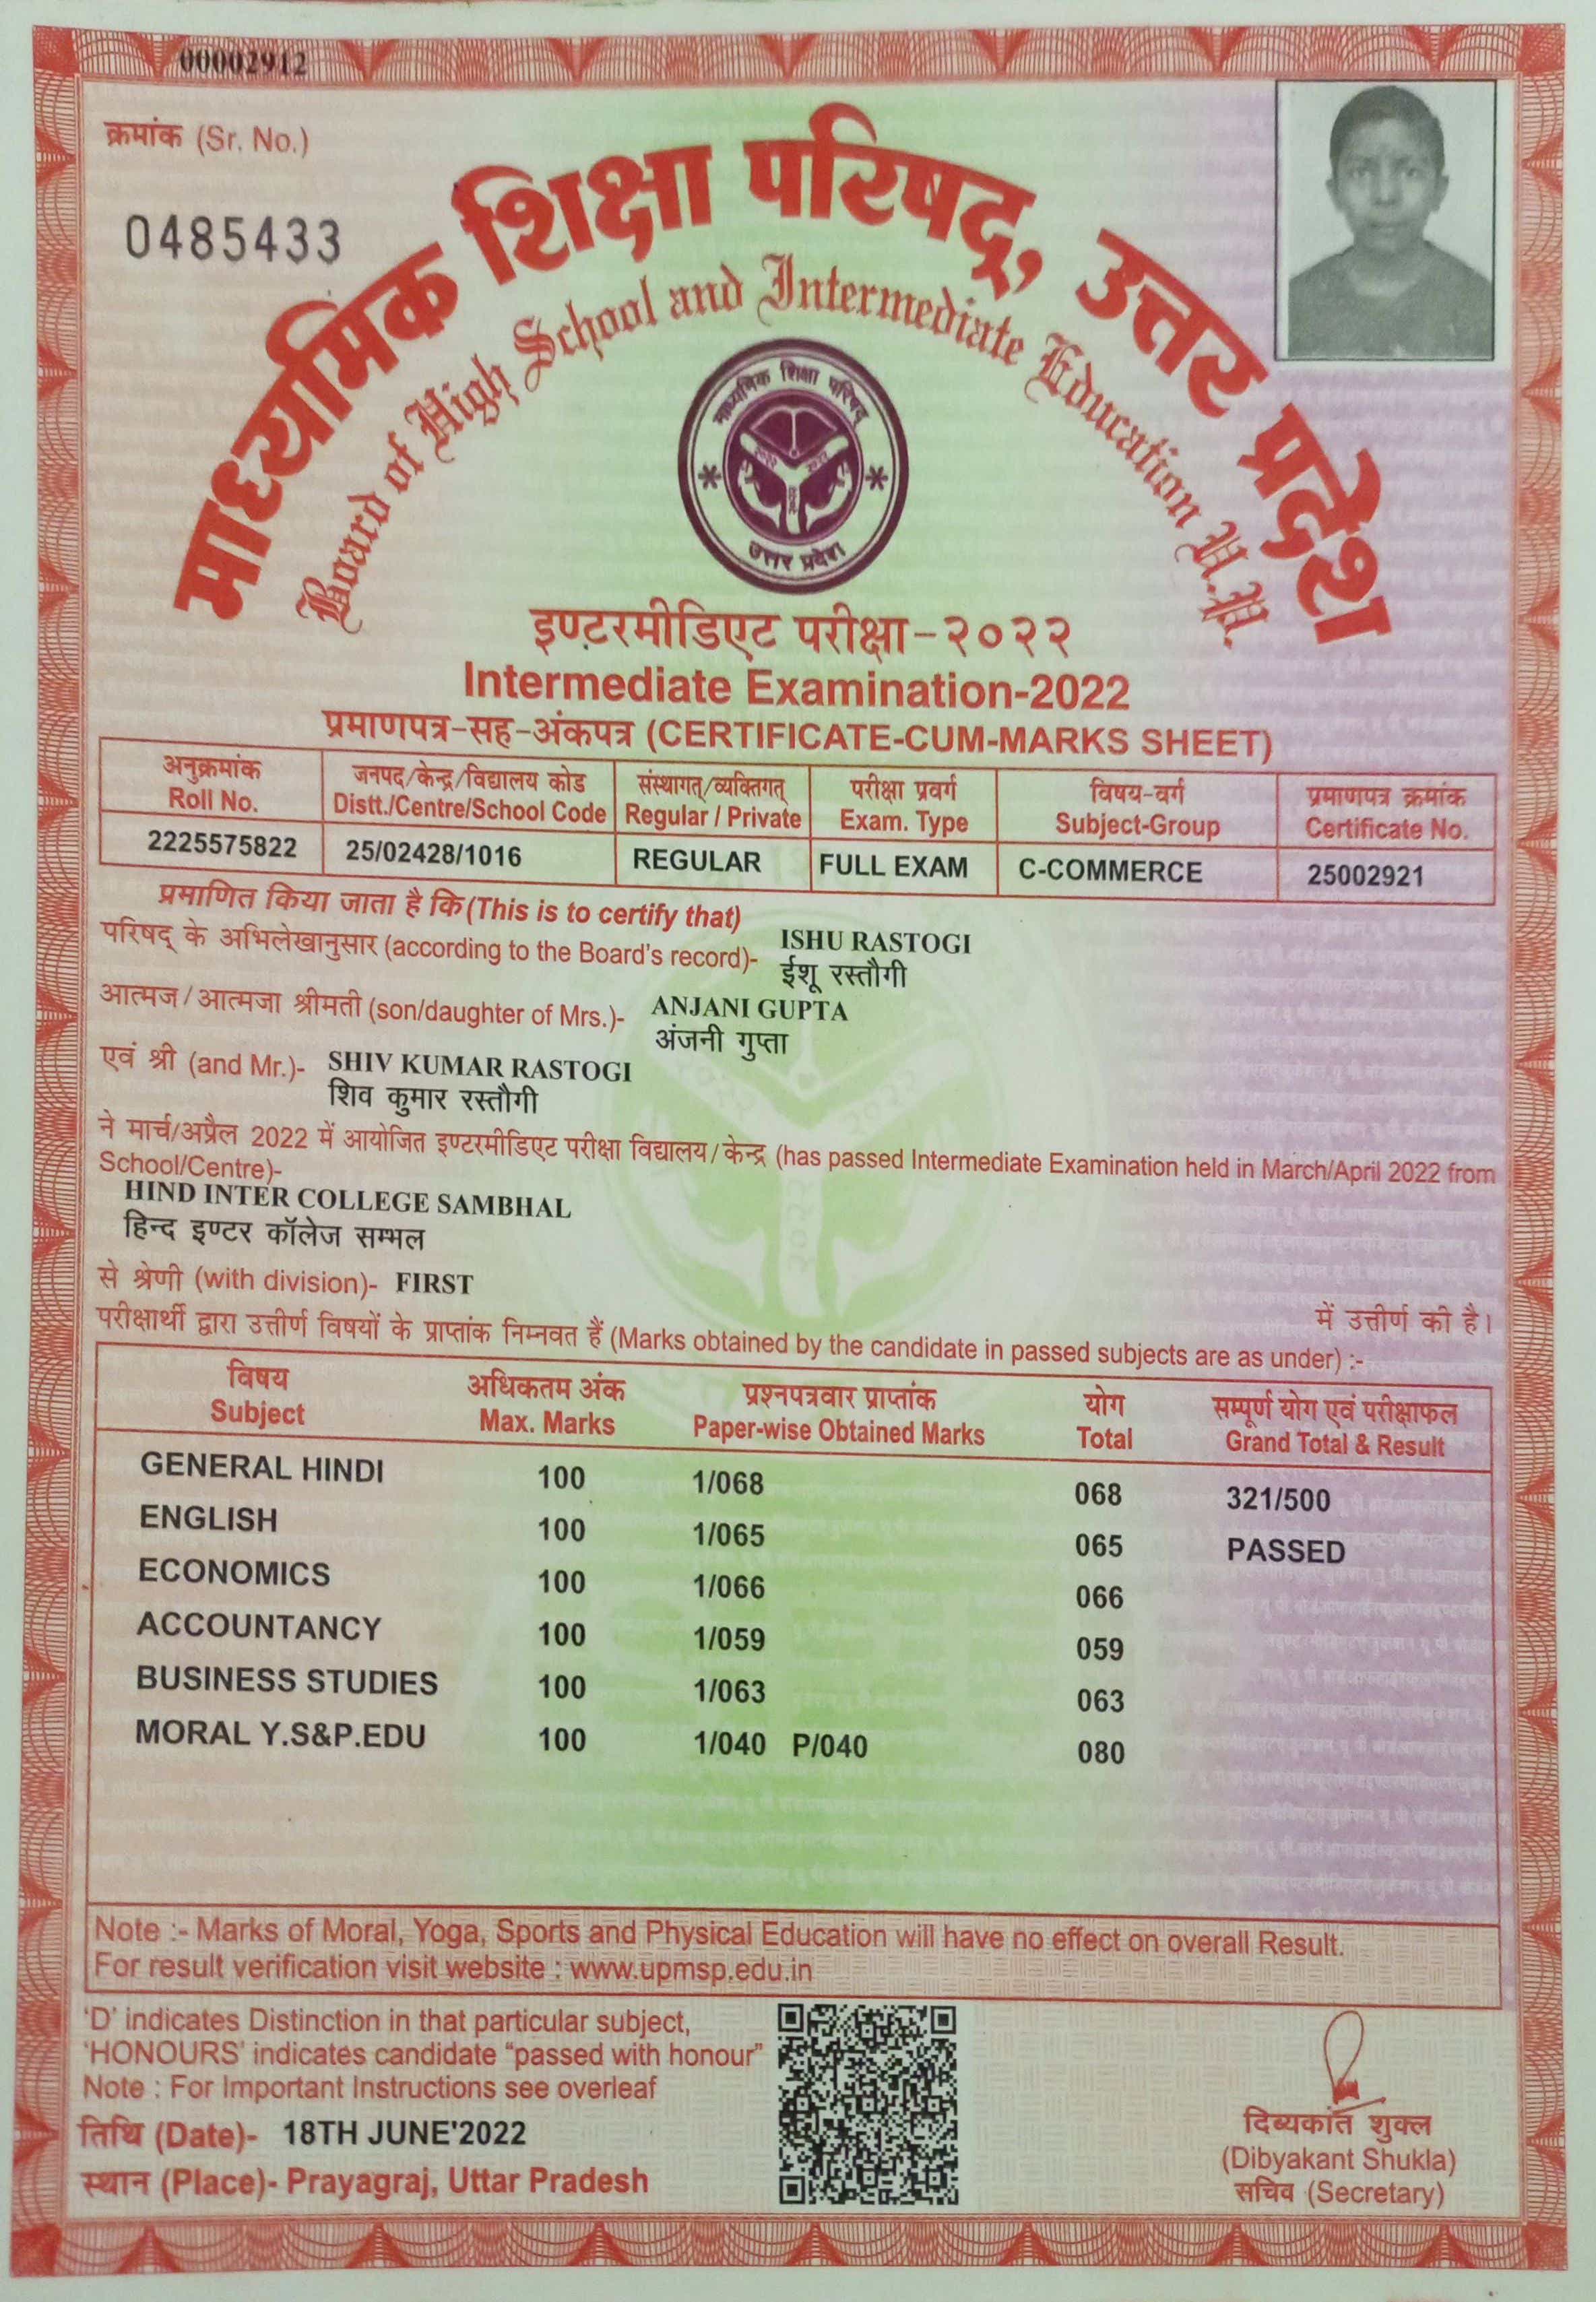 00002912
क्रमांक (Sr. No.)
0485433
माध्यमिक शिक्षा परिषद्, उत्तर प्रदेश
Board of High School and Intermediate Education U.P.
माध्यमिक शिक्षा परिषद्
उत्तर प्रदेश
इण्टरमीडिएट परीक्षा-२०२२
Intermediate Examination-2022
प्रमाणपत्र-सह-अंकपत्र (CERTIFICATE-CUM-MARKS SHEET)
अनुक्रमांक जनपद/केन्द्र/विद्यालय कोड संस्थागत्/व्यक्तिगत् परीक्षा प्रवर्ग विषय-वर्ग प्रमाणपत्र क्रमांक
Roll No. Distt./Centre/School Code Regular / Private Exam. Type Subject-Group Certificate No.
2225575822 25/02428/1016 REGULAR FULL EXAM C-COMMERCE 25002921
प्रमाणित किया जाता है कि (This is to certify that)
परिषद् के अभिलेखानुसार (according to the Board's record)- ISHU RASTOGI
ईशू रस्तौगी
आत्मज/आत्मजा श्रीमती (son/daughter of Mrs.)- ANJANI GUPTA
अंजनी गुप्ता
एवं श्री (and Mr.)- SHIV KUMAR RASTOGI
शिव कुमार रस्तौगी
ने मार्च/अप्रैल 2022 में आयोजित इण्टरमीडिएट परीक्षा विद्यालय/केन्द्र (has passed Intermediate Examination held in March/April 2022 from
School/Centre)-
HIND INTER COLLEGE SAMBHAL
हिन्द इण्टर कॉलेज सम्भल
से श्रेणी (with division)- FIRST
में उत्तीर्ण की है।
परीक्षार्थी द्वारा उत्तीर्ण विषयों के प्राप्तांक निम्नवत हैं (Marks obtained by the candidate in passed subjects are as under) :-
विषय अधिकतम अंक प्रश्नपत्रवार प्राप्तांक योग सम्पूर्ण योग एवं परीक्षाफल
Subject Max. Marks Paper-wise Obtained Marks Total Grand Total & Result
GENERAL HINDI 100 1/068 068 321/500
ENGLISH 100 1/065 065 PASSED
ECONOMICS 100 1/066 066
ACCOUNTANCY 100 1/059 059
BUSINESS STUDIES 100 1/063 063
MORAL Y.S&P.EDU 100 1/040 P/040 080
Note :- Marks of Moral, Yoga, Sports and Physical Education will have no effect on overall Result.
For result verification visit website : www.upmsp.edu.in
'D' indicates Distinction in that particular subject,
'HONOURS' indicates candidate “passed with honour”
Note : For Important Instructions see overleaf
तिथि (Date)- 18TH JUNE'2022
स्थान (Place)- Prayagraj, Uttar Pradesh
दिव्यकांत शुक्ल
(Dibyakant Shukla)
सचिव (Secretary)